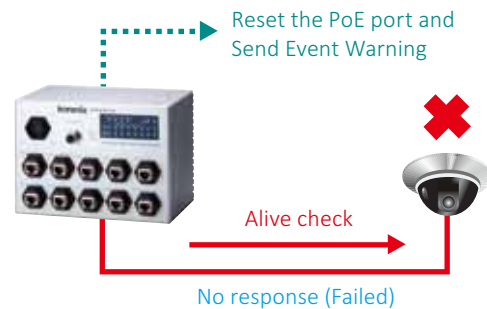 Reset the PoE port and
Send Event Warning
Alive check
No response (Failed)